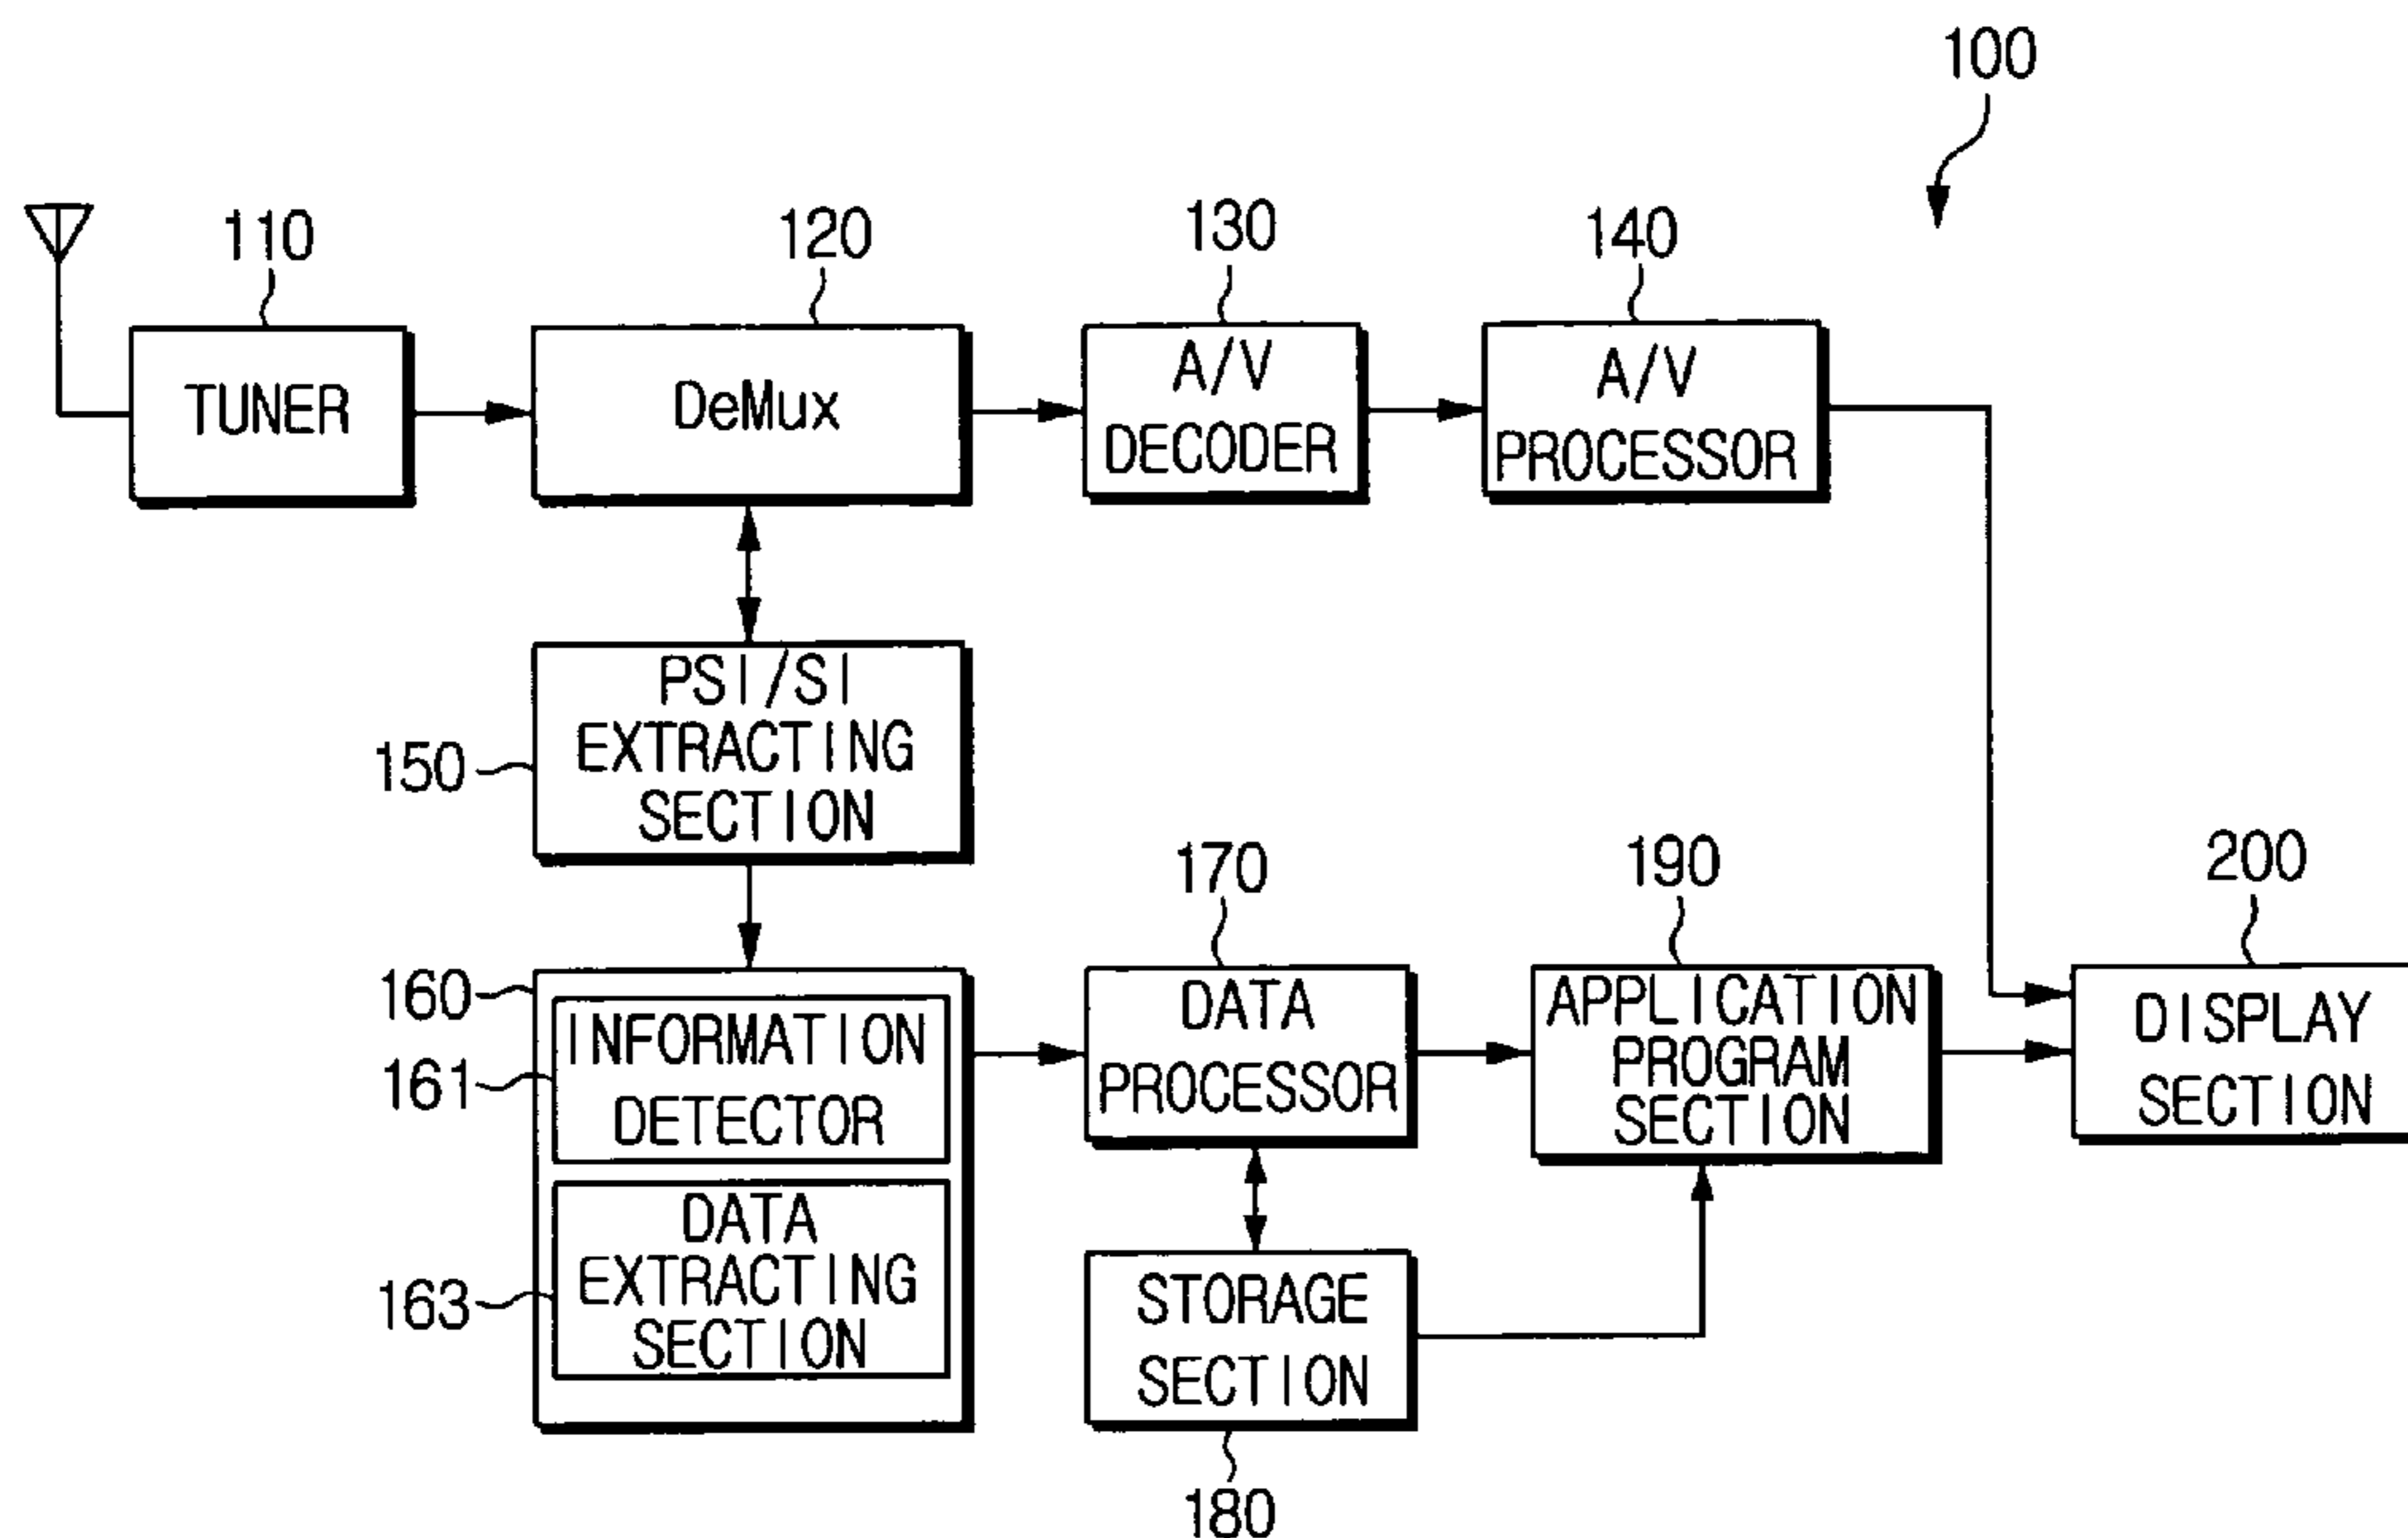 100
110
120
130
140
TUNER
DeMux
A/V
DECODER
A/V
PROCESSOR
PSI/SI
EXTRACTING
SECTION
150
170
190
200
160
INFORMATION
DETECTOR
161
DATA
PROCESSOR
APPLICATION
PROGRAM
SECTION
DISPLAY
SECTION
DATA
EXTRACTING
SECTION
163
STORAGE
SECTION
180